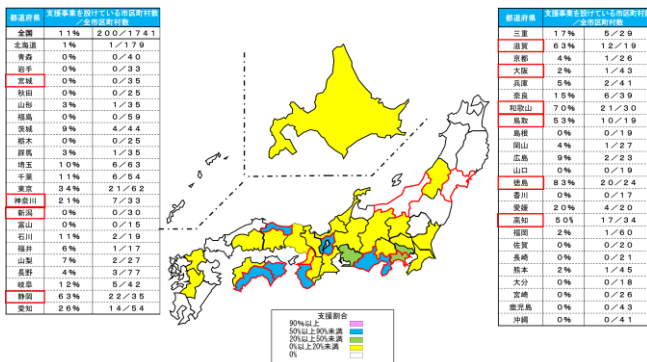 都道府県 支援事業を設けている市区町村数／全市区町村数
全国 11% 200/1741
北海道 1% 1/179
青森 0% 0/40
岩手 0% 0/33
宮城 0% 0/35
秋田 0% 0/25
山形 3% 1/35
福島 0% 0/59
茨城 9% 4/44
栃木 0% 0/25
群馬 3% 1/35
埼玉 10% 6/63
千葉 11% 6/54
東京 34% 21/62
神奈川 21% 7/33
新潟 0% 0/30
富山 0% 0/15
石川 11% 2/19
福井 6% 1/17
山梨 7% 2/27
長野 4% 3/77
岐阜 12% 5/42
静岡 63% 22/35
愛知 26% 14/54
支援割合
90%以上
50%以上90%未満
20%以上50%未満
0%以上20%未満
0%
都道府県 支援事業を設けている市区町村数／全市区町村数
三重 17% 5/29
滋賀 63% 12/19
京都 4% 1/26
大阪 2% 1/43
兵庫 5% 2/41
奈良 15% 6/39
和歌山 70% 21/30
鳥取 53% 10/19
島根 0% 0/19
岡山 4% 1/27
広島 9% 2/23
山口 0% 0/19
徳島 83% 20/24
香川 0% 0/17
愛媛 20% 4/20
高知 50% 17/34
福岡 2% 1/60
佐賀 0% 0/20
長崎 0% 0/21
熊本 2% 1/45
大分 0% 0/18
宮崎 0% 0/26
鹿児島 0% 0/43
沖縄 0% 0/41